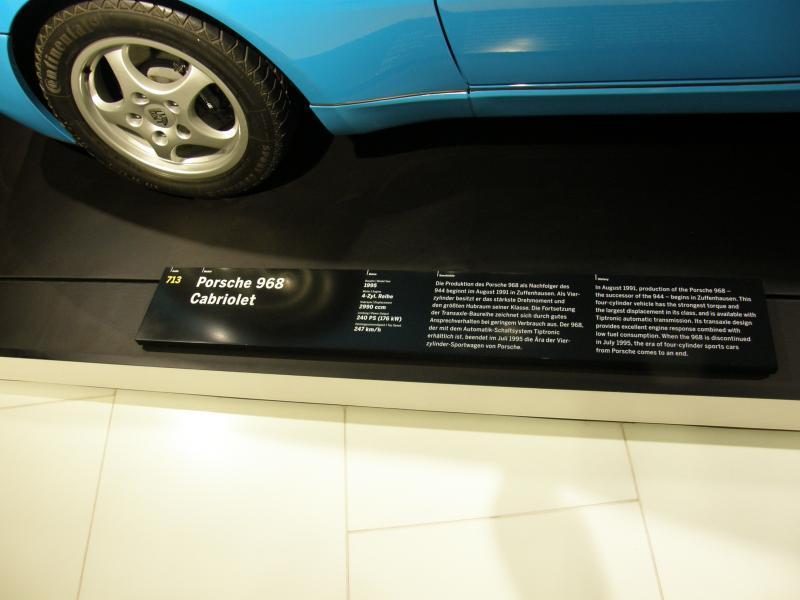 Continental
713
Porsche 968
Cabriolet
1995
4-Zyl. Reihe
2990 ccm
240 PS (176 kW)
247 km/h
Die Produktion des Porsche 968 als Nachfolger des
944 beginnt im August 1991 in Zuffenhausen. Als Vier-
zylinder besitzt er das stärkste Drehmoment und
den größten Hubraum seiner Klasse. Die Fortsetzung
der Transaxle-Baureihe zeichnet sich durch gutes
Ansprechverhalten bei geringem Verbrauch aus. Der 968,
der mit dem Automatik-Schaltsystem Tiptronic
erhältlich ist, beendet im Juli 1995 die Ära der Vier-
zylinder-Sportwagen von Porsche.
History
In August 1991, production of the Porsche 968 –
the successor of the 944 – begins in Zuffenhausen. This
four-cylinder vehicle has the strongest torque and
the largest displacement in its class, and is available with
Tiptronic automatic transmission. Its transaxle design
provides excellent engine response combined with
low fuel consumption. When the 968 is discontinued
in July 1995, the era of four-cylinder sports cars
from Porsche comes to an end.